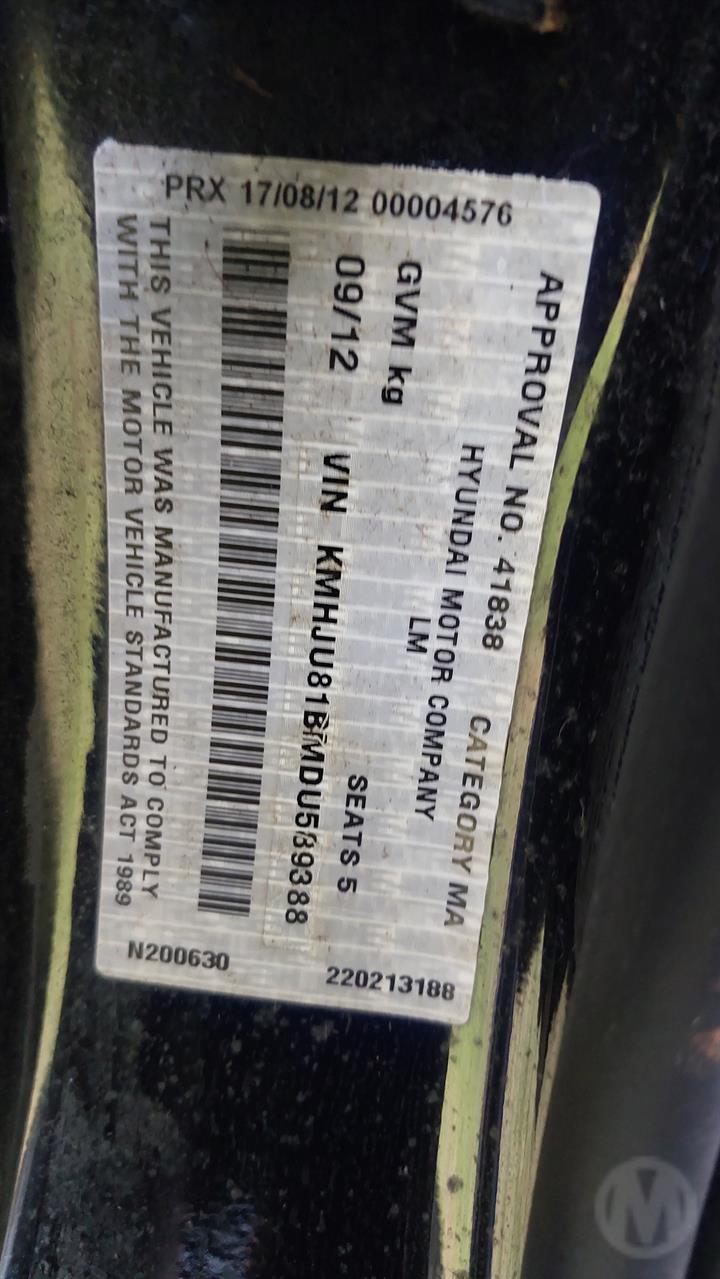 PRX 17/08/12 00004576
APPROVAL NO. 41838 CATEGORY MA
HYUNDAI MOTOR COMPANY
LM
GVM kg SEATS 5
09/12 VIN
THIS VEHICLE WAS MANUFACTURED TO COMPLY
WITH THE MOTOR VEHICLE STANDARDS ACT 1989
N200630 220213188
M